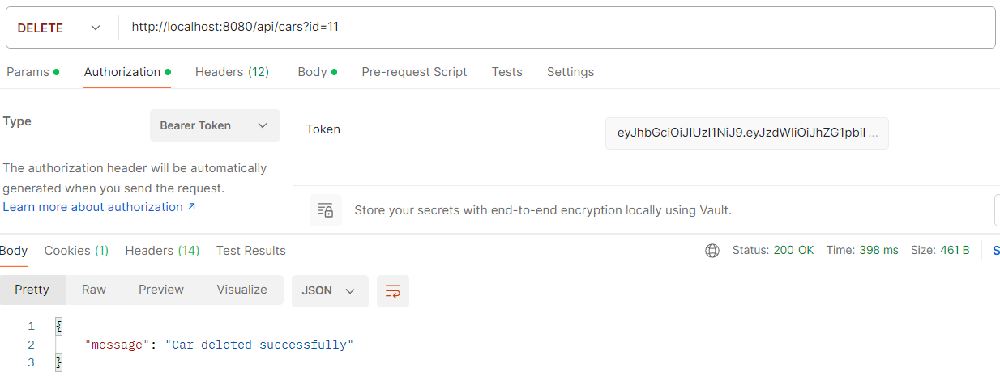 DELETE http://localhost:8080/api/cars?id=11
Params Authorization Headers (12) Body Pre-request Script Tests Settings
Type Bearer Token
Token eyJhbGciOiJIUzI1NiJ9.eyJzdWIiOiJhZG1pbiI ...
The authorization header will be automatically
generated when you send the request.
Learn more about authorization ↗
Store your secrets with end-to-end encryption locally using Vault.
Body Cookies (1) Headers (14) Test Results Status: 200 OK Time: 398 ms Size: 461 B S
Pretty Raw Preview Visualize JSON
1 {
2 "message": "Car deleted successfully"
3 }